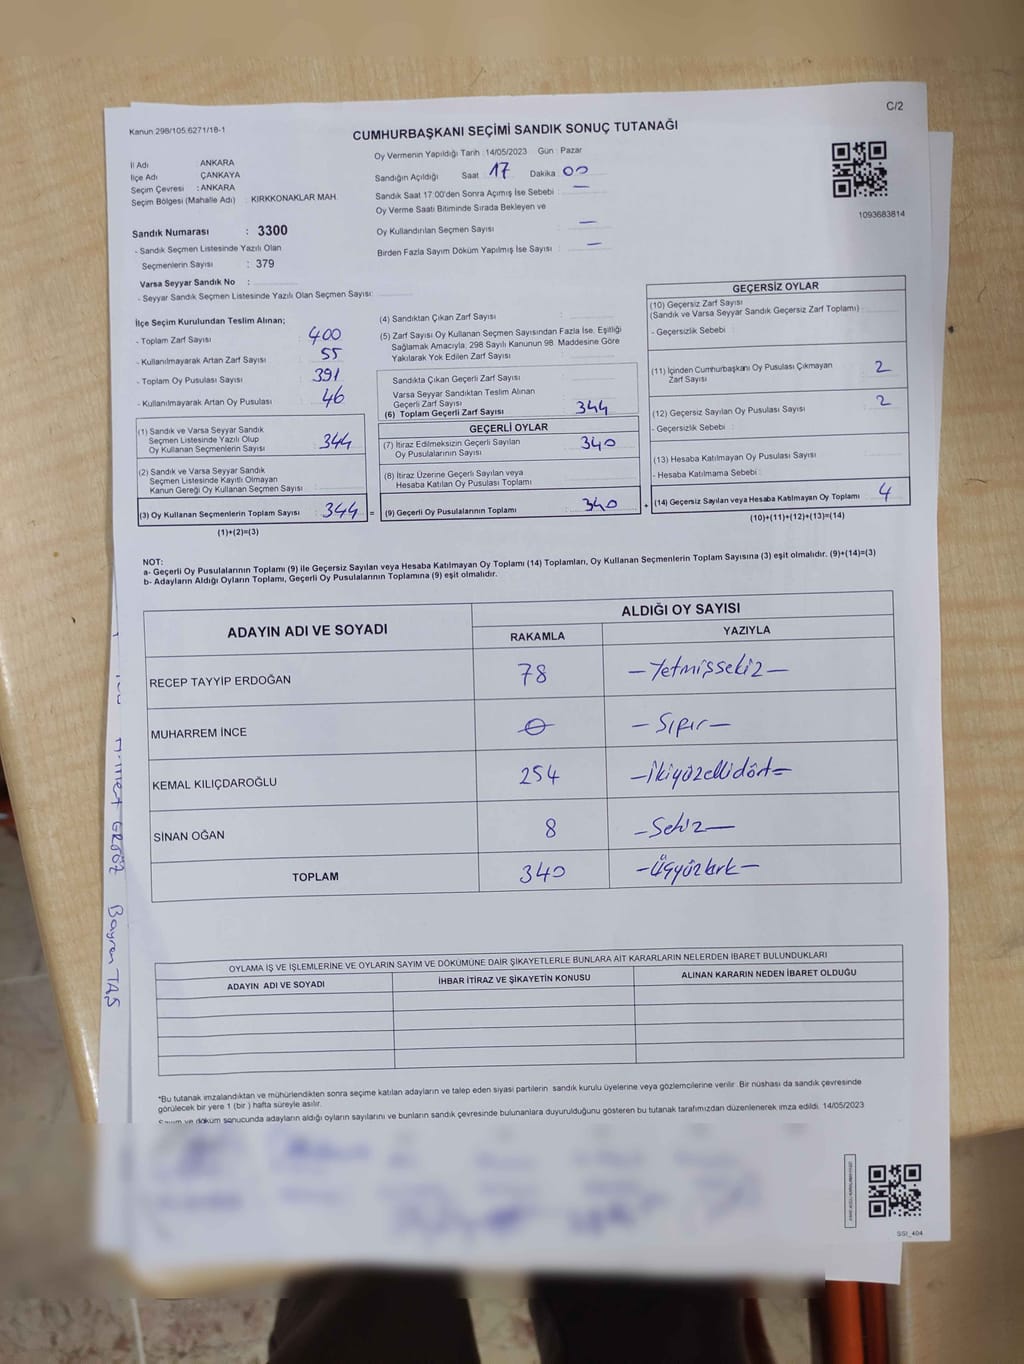 C/2
Kanun 298/105.6271/18-1
CUMHURBAŞKANI SEÇİMİ SANDIK SONUÇ TUTANAĞI
İl Adı ANKARA
İlçe Adı ÇANKAYA
Seçim Çevresi : ANKARA
Seçim Bölgesi (Mahalle Adı) : KIRKKONAKLAR MAH.
Oy Vermenin Yapıldığı Tarih : 14/05/2023 Gün : Pazar
Sandığın Açıldığı Saat 17 Dakika 00
Sandık Saat 17:00'den Sonra Açımış İse Sebebi : —
Oy Verme Saati Bitiminde Sırada Bekleyen ve
Oy Kullandırılan Seçmen Sayısı —
Birden Fazla Sayım Döküm Yapılmış İse Sayısı : —
1093683814
Sandık Numarası : 3300
- Sandık Seçmen Listesinde Yazılı Olan
Seçmenlerin Sayısı : 379
Varsa Seyyar Sandık No :
- Seyyar Sandık Seçmen Listesinde Yazılı Olan Seçmen Sayısı:
İlçe Seçim Kurulundan Teslim Alınan;
- Toplam Zarf Sayısı : 400
- Kullanılmayarak Artan Zarf Sayısı : 55
- Toplam Oy Pusulası Sayısı : 391
- Kullanılmayarak Artan Oy Pusulası : 46
(1) Sandık ve Varsa Seyyar Sandık
Seçmen Listesinde Yazılı Olup
Oy Kullanan Seçmenlerin Sayısı : 344
(2) Sandık ve Varsa Seyyar Sandık
Seçmen Listesinde Kayıtlı Olmayan
Kanun Gereği Oy Kullanan Seçmen Sayısı :
(3) Oy Kullanan Seçmenlerin Toplam Sayısı : 344 =
(1)+(2)=(3)
(4) Sandıktan Çıkan Zarf Sayısı :
(5) Zarf Sayısı Oy Kullanan Seçmen Sayısından Fazla İse, Eşitliği
Sağlamak Amacıyla, 298 Sayılı Kanunun 98. Maddesine Göre
Yakılarak Yok Edilen Zarf Sayısı :
Sandıkta Çıkan Geçerli Zarf Sayısı :
Varsa Seyyar Sandıktan Teslim Alınan
Geçerli Zarf Sayısı :
(6) Toplam Geçerli Zarf Sayısı : 344
GEÇERLİ OYLAR
(7) İtiraz Edilmeksizin Geçerli Sayılan
Oy Pusulalarının Sayısı : 340
(8) İtiraz Üzerine Geçerli Sayılan veya
Hesaba Katılan Oy Pusulası Toplamı :
(9) Geçerli Oy Pusulalarının Toplamı : 340 +
GEÇERSİZ OYLAR
(10) Geçersiz Zarf Sayısı
(Sandık ve Varsa Seyyar Sandık Geçersiz Zarf Toplamı) :
- Geçersizlik Sebebi :
(11) İçinden Cumhurbaşkanı Oy Pusulası Çıkmayan
Zarf Sayısı : 2
(12) Geçersiz Sayılan Oy Pusulası Sayısı : 2
- Geçersizlik Sebebi :
(13) Hesaba Katılmayan Oy Pusulası Sayısı :
- Hesaba Katılmama Sebebi :
(14) Geçersiz Sayılan veya Hesaba Katılmayan Oy Toplamı : 4
(10)+(11)+(12)+(13)=(14)
NOT:
a- Geçerli Oy Pusulalarının Toplamı (9) ile Geçersiz Sayılan veya Hesaba Katılmayan Oy Toplamı (14) Toplamları, Oy Kullanan Seçmenlerin Toplam Sayısına (3) eşit olmalıdır. (9)+(14)=(3)
b- Adayların Aldığı Oyların Toplamı, Geçerli Oy Pusulalarının Toplamına (9) eşit olmalıdır.
ADAYIN ADI VE SOYADI ALDIĞI OY SAYISI
RAKAMLA YAZIYLA
RECEP TAYYİP ERDOĞAN 78 —Yetmişsekiz—
MUHARREM İNCE 0 —Sıfır—
KEMAL KILIÇDAROĞLU 254 —İkiyüzellidört—
SİNAN OĞAN 8 —Sekiz—
TOPLAM 340 —Üçyüzkırk—
OYLAMA İŞ VE İŞLEMLERİNE VE OYLARIN SAYIM VE DÖKÜMÜNE DAİR ŞİKAYETLERLE BUNLARA AİT KARARLARIN NELERDEN İBARET BULUNDUKLARI
ADAYIN ADI VE SOYADI İHBAR İTİRAZ VE ŞİKAYETİN KONUSU ALINAN KARARIN NEDEN İBARET OLDUĞU
*Bu tutanak imzalandıktan ve mühürlendikten sonra seçime katılan adayların ve talep eden siyasi partilerin sandık kurulu üyelerine veya gözlemcilerine verilir. Bir nüshası da sandık çevresinde
görülecek bir yere 1 (bir) hafta süreyle asılır.
Sayım ve döküm sonucunda adayların aldığı oyların sayılarını ve bunların sandık çevresinde bulunanlara duyurulduğunu gösteren bu tutanak tarafımızdan düzenlenerek imza edildi. 14/05/2023
Bayram TAŞ
SSI_404